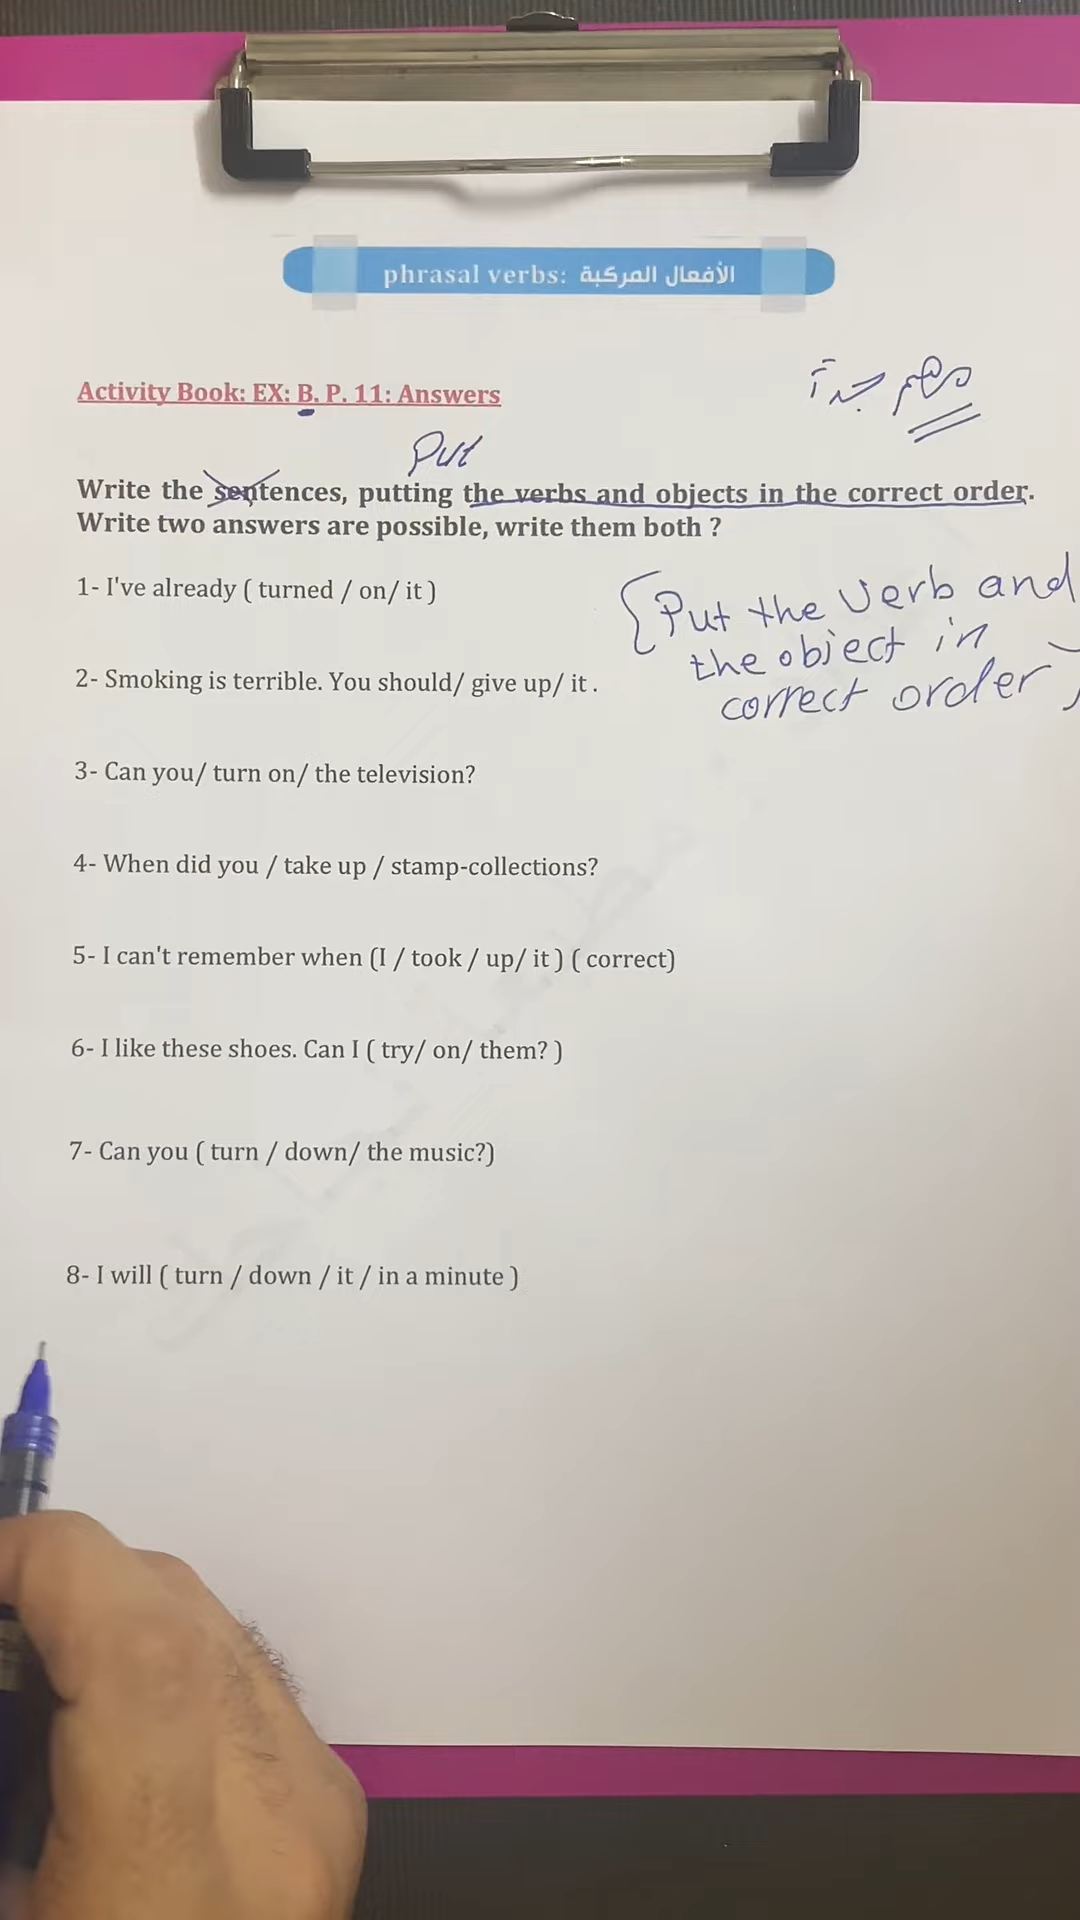 phrasal verbs: الأفعال المركبة
مهم جداً
Activity Book: EX: B. P. 11: Answers
Put
Write the sentences, putting the verbs and objects in the correct order.
Write two answers are possible, write them both ?
1- I've already ( turned / on/ it )
{Put the verb and
the object in
correct order
2- Smoking is terrible. You should/ give up/ it .
3- Can you/ turn on/ the television?
4- When did you / take up / stamp-collections?
5- I can't remember when (I / took / up/ it ) ( correct)
6- I like these shoes. Can I ( try/ on/ them? )
7- Can you ( turn / down/ the music?)
8- I will ( turn / down / it / in a minute )